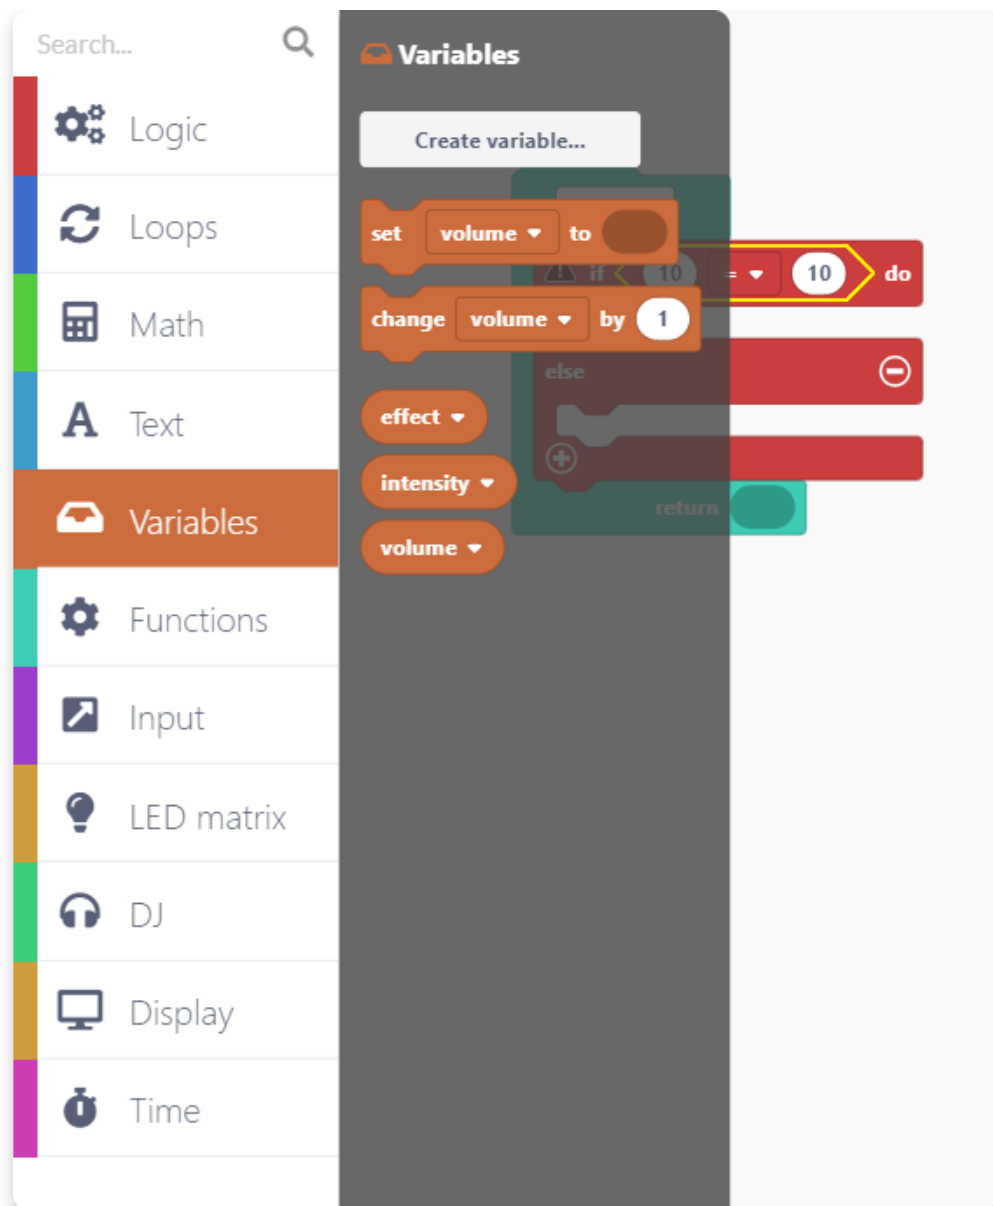 Search...
Logic
Loops
Math
Text
Variables
Functions
Input
LED matrix
DJ
Display
Time
Variables
Create variable...
set volume to
change volume by 1
effect
intensity
volume
if 10 = 10 do
else
return